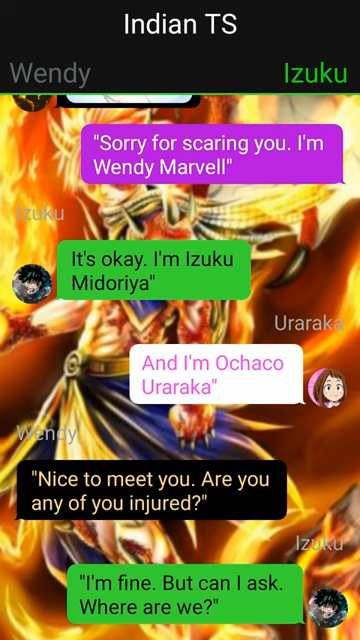 Indian TS
Wendy
Izuku
"Sorry for scaring you. I'm
Wendy Marvell"
Izuku
It's okay. I'm Izuku
Midoriya"
Uraraka
And I'm Ochaco
Uraraka"
Wendy
"Nice to meet you. Are you
any of you injured?"
Izuku
"I'm fine. But can I ask.
Where are we?"